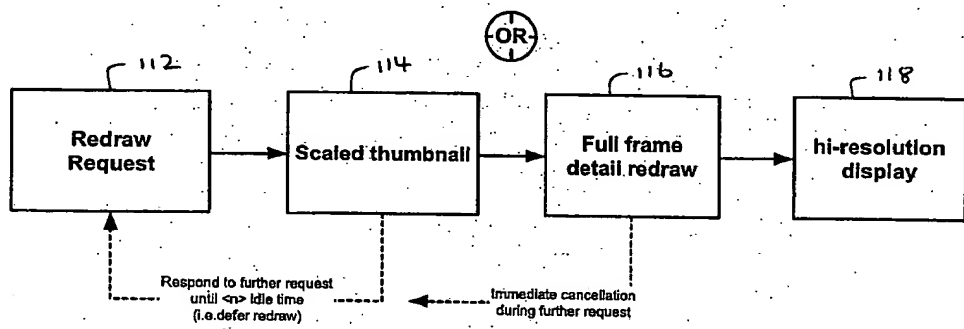 OR
112
114
116
118
Redraw
Request
Scaled thumbnail
Full frame
detail redraw
hi-resolution
display
Respond to further request
until <n> idle time
(i.e.defer redraw)
Immediate cancellation
during further request